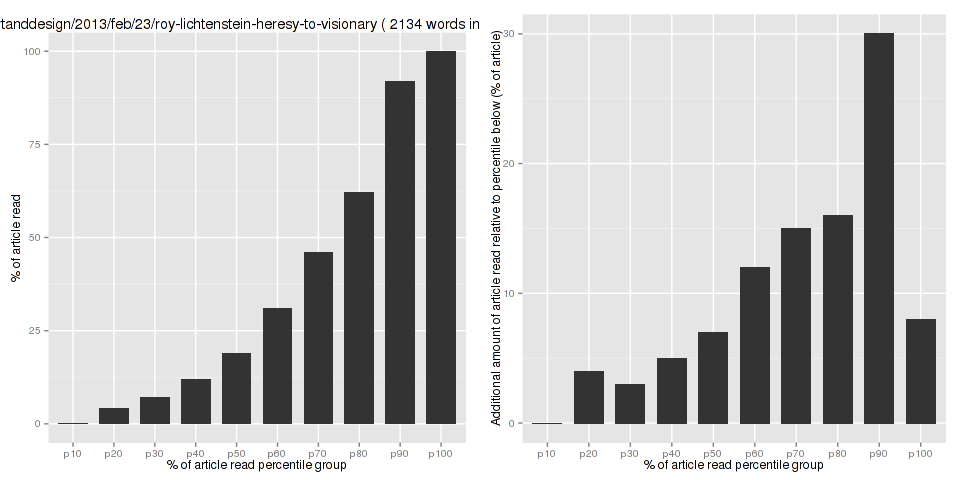 tanddesign/2013/feb/23/roy-lichtenstein-heresy-to-visionary ( 2134 words in
% of article read
100
75
50
25
0
p10 p20 p30 p40 p50 p60 p70 p80 p90 p100
% of article read percentile group
Additional amount of article read relative to percentile below (% of article)
30
20
10
0
p10 p20 p30 p40 p50 p60 p70 p80 p90 p100
% of article read percentile group